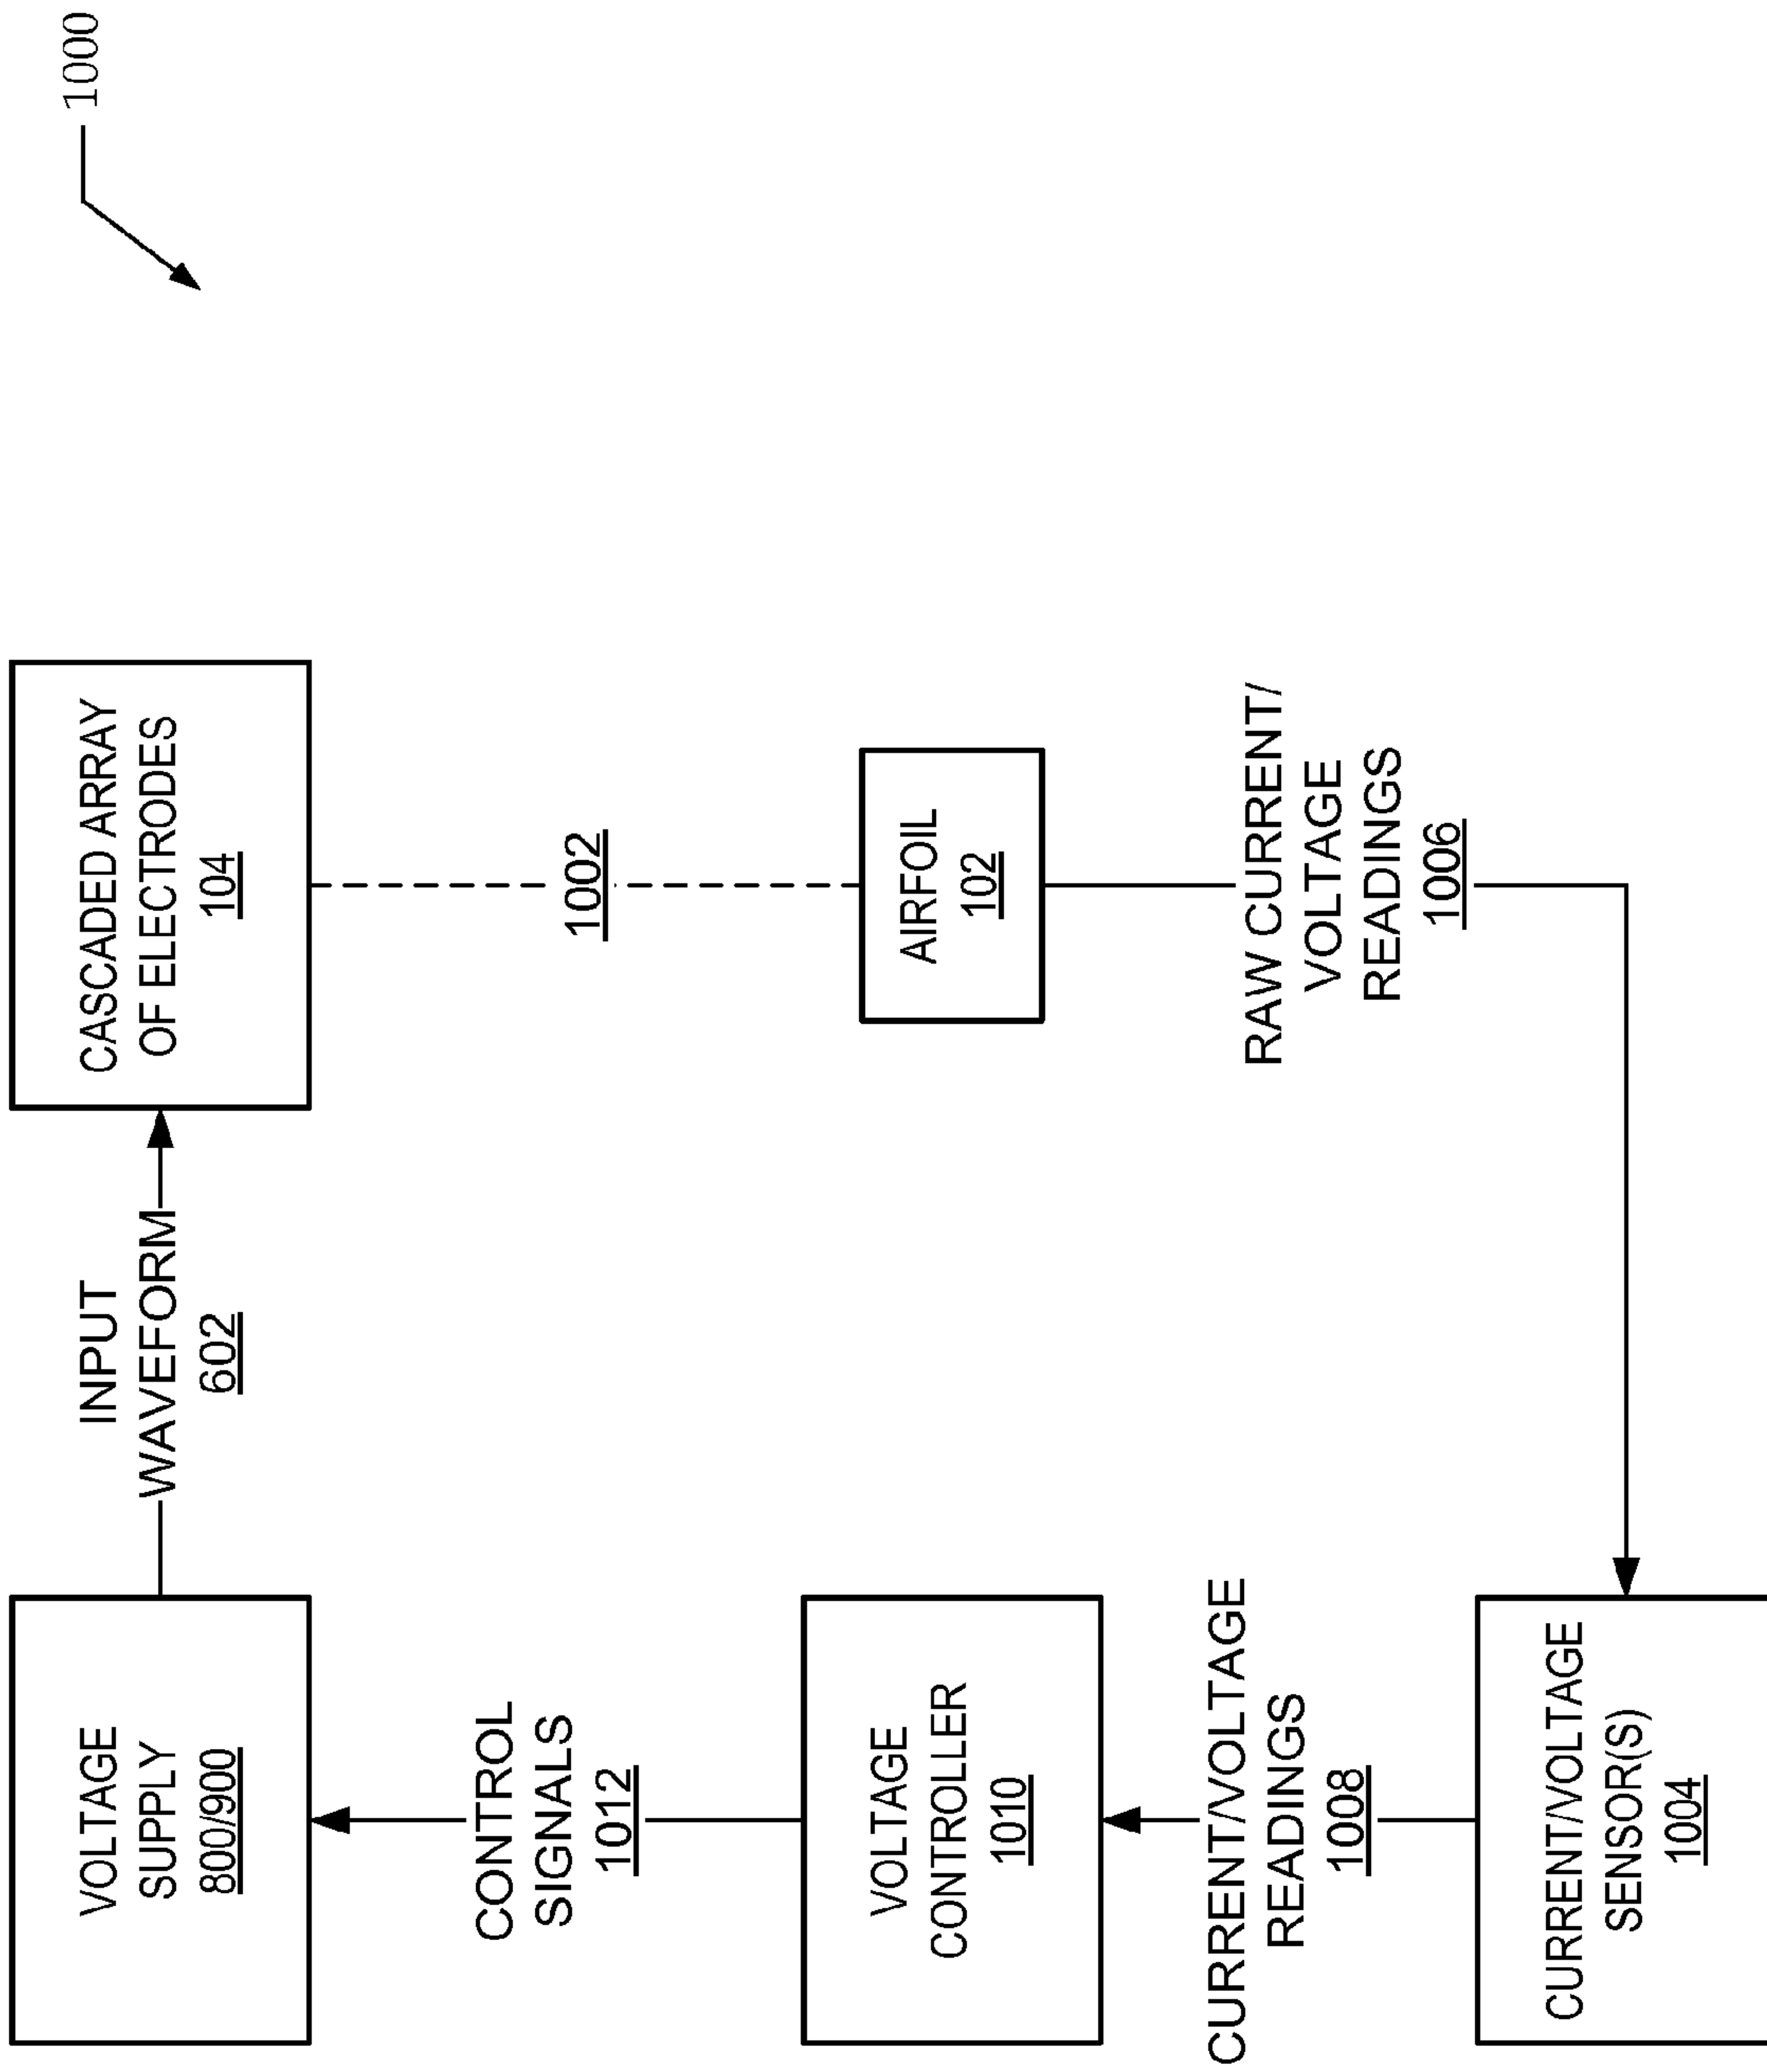 1000
VOLTAGE
SUPPLY
800/900
INPUT
WAVEFORM
602
CASCADED ARRAY
OF ELECTRODES
104
CONTROL
SIGNALS
1012
1002
VOLTAGE
CONTROLLER
1010
AIRFOIL
102
CURRENT/VOLTAGE
READINGS
1008
RAW CURRENT/
VOLTAGE
READINGS
1006
CURRENT/VOLTAGE
SENSOR(S)
1004